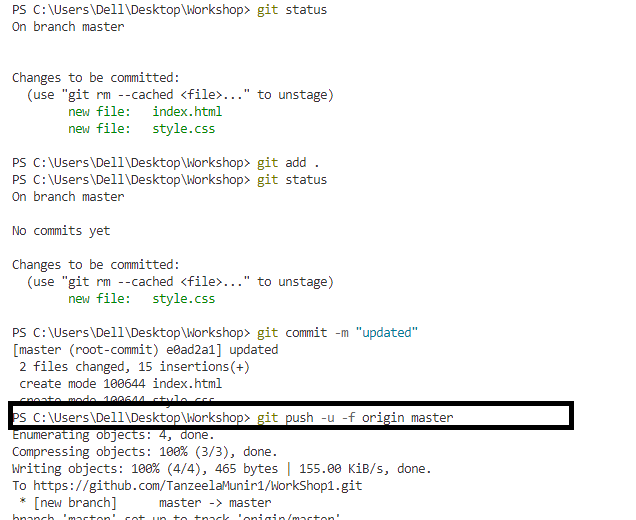 PS C:\Users\Dell\Desktop\Workshop> git status
On branch master
Changes to be committed:
(use "git rm --cached <file>..." to unstage)
new file:   index.html
new file:   style.css
PS C:\Users\Dell\Desktop\Workshop> git add .
PS C:\Users\Dell\Desktop\Workshop> git status
On branch master
No commits yet
Changes to be committed:
(use "git rm --cached <file>..." to unstage)
new file:   style.css
PS C:\Users\Dell\Desktop\Workshop> git commit -m "updated"
[master (root-commit) e0ad2a1] updated
2 files changed, 15 insertions(+)
create mode 100644 index.html
create mode 100644 style.css
PS C:\Users\Dell\Desktop\Workshop> git push -u -f origin master
Enumerating objects: 4, done.
Compressing objects: 100% (3/3), done.
Writing objects: 100% (4/4), 465 bytes | 155.00 KiB/s, done.
To https://github.com/TanzeelaMunir1/WorkShop1.git
* [new branch]      master -> master
branch 'master' set up to track 'origin/master'